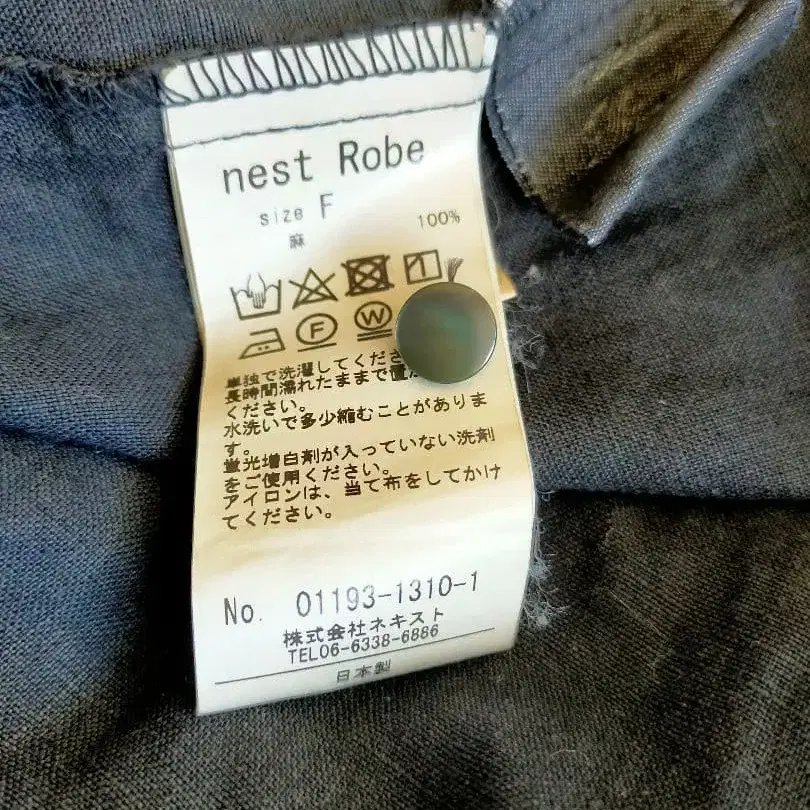 nest Robe
size F
麻 100%
F W
単独で洗濯してくださ
長時間濡れたままで置
ください。
水洗いで多少縮むことがありま
す。
蛍光増白剤が入っていない洗剤
をご使用ください。
アイロンは、当て布をしてかけ
てください。
No. 01193-1310-1
株式会社ネキスト
TEL06-6338-6886
日本製